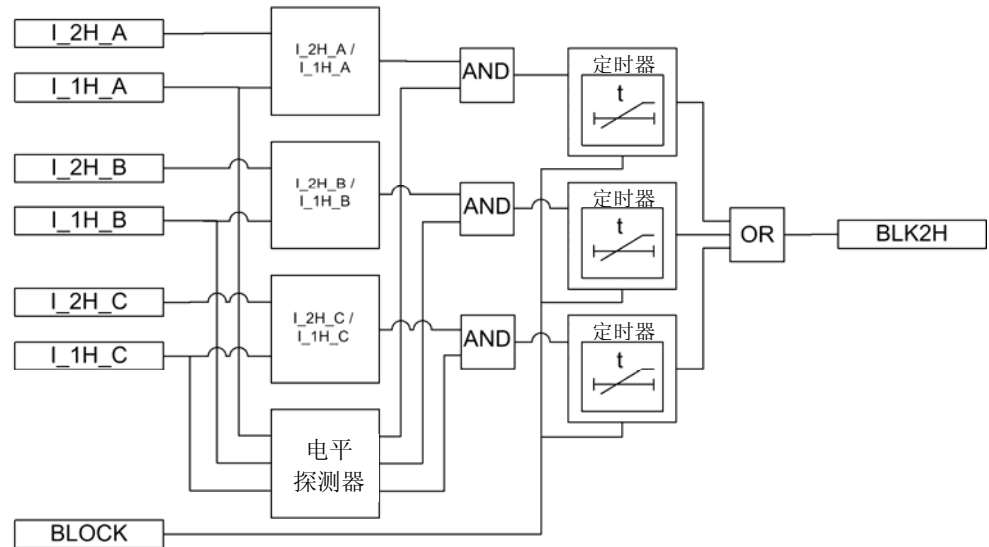 I_2H_A
I_1H_A
I_2H_A /
I_1H_A
AND
定时器
t
I_2H_B
I_1H_B
I_2H_B /
I_1H_B
AND
定时器
t
OR
BLK2H
I_2H_C
I_1H_C
I_2H_C /
I_1H_C
AND
定时器
t
电平
探测器
BLOCK